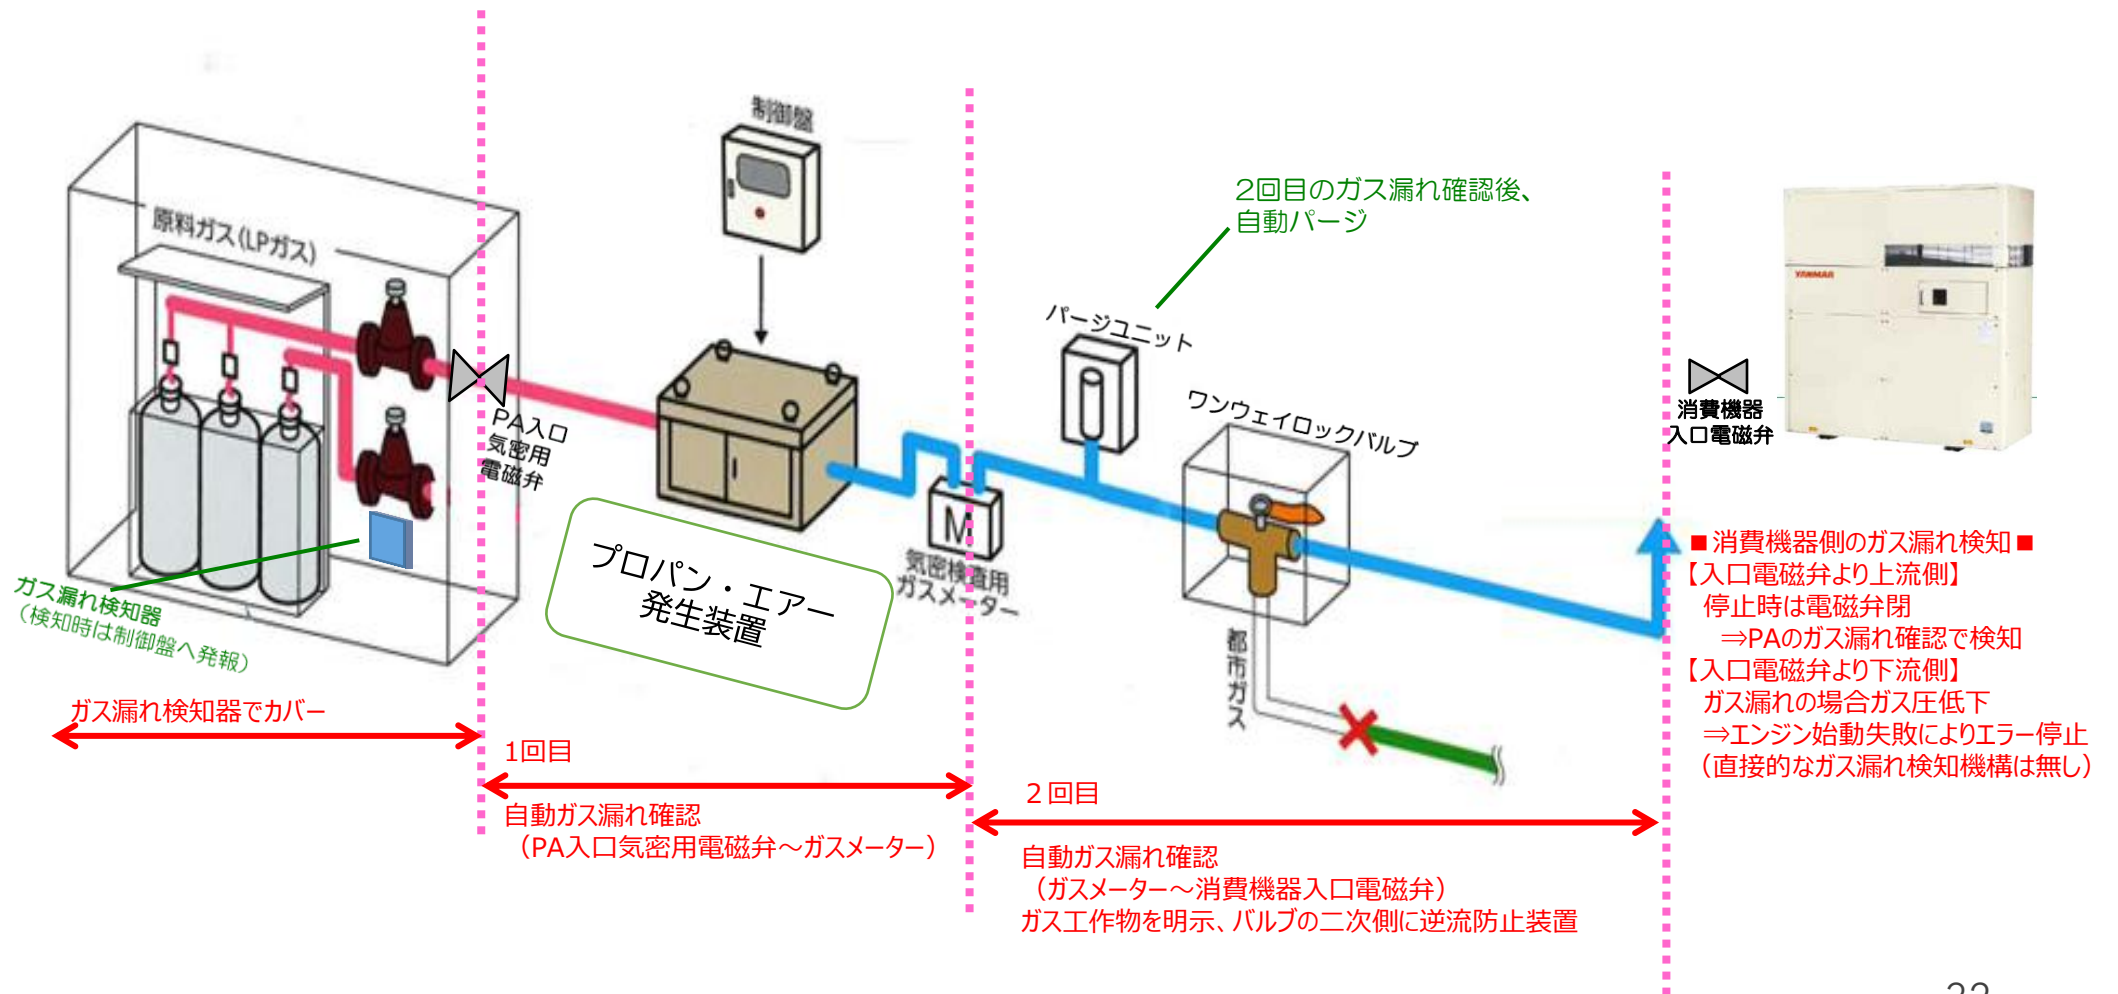 制御盤
2回目のガス漏れ確認後、
自動パージ
原料ガス(LPガス)
パージユニット
YANMAR
ワンウェイロックバルブ
消費機器
入口電磁弁
PA入口
気密用
電磁弁
M
気密検査用
ガスメーター
プロパン・エアー
発生装置
ガス漏れ検知器
（検知時は制御盤へ発報）
都市ガス
■消費機器側のガス漏れ検知■
【入口電磁弁より上流側】
停止時は電磁弁閉
⇒PAのガス漏れ確認で検知
【入口電磁弁より下流側】
ガス漏れの場合ガス圧低下
⇒エンジン始動失敗によりエラー停止
（直接的なガス漏れ検知機構は無し）
ガス漏れ検知器でカバー
1回目
自動ガス漏れ確認
（PA入口気密用電磁弁～ガスメーター）
２回目
自動ガス漏れ確認
（ガスメーター～消費機器入口電磁弁）
ガス工作物を明示、バルブの二次側に逆流防止装置